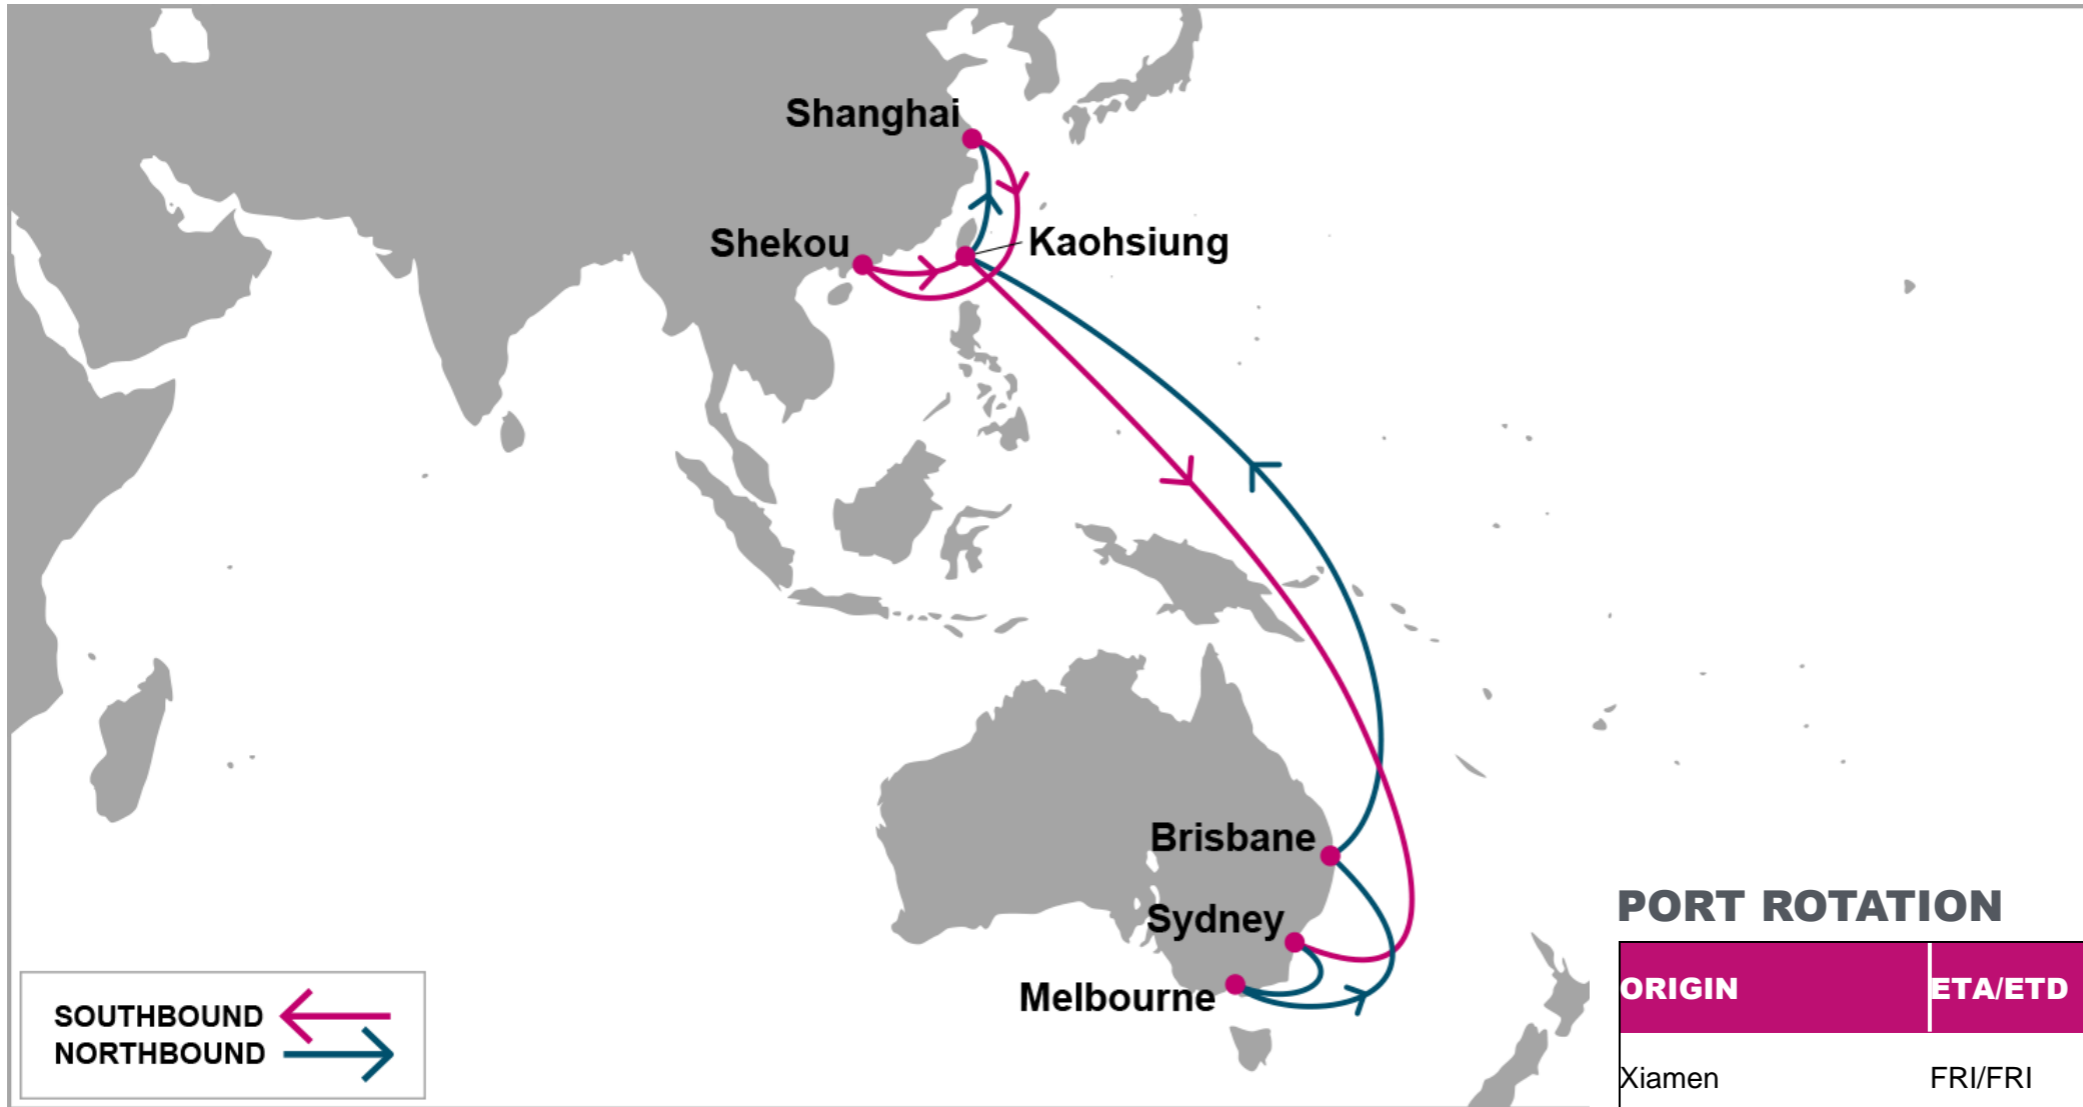 Shanghai
Shekou
Kaohsiung
Brisbane
Sydney
Melbourne
SOUTHBOUND
NORTHBOUND
PORT ROTATION
ORIGIN ETA/ETD
Xiamen FRI/FRI